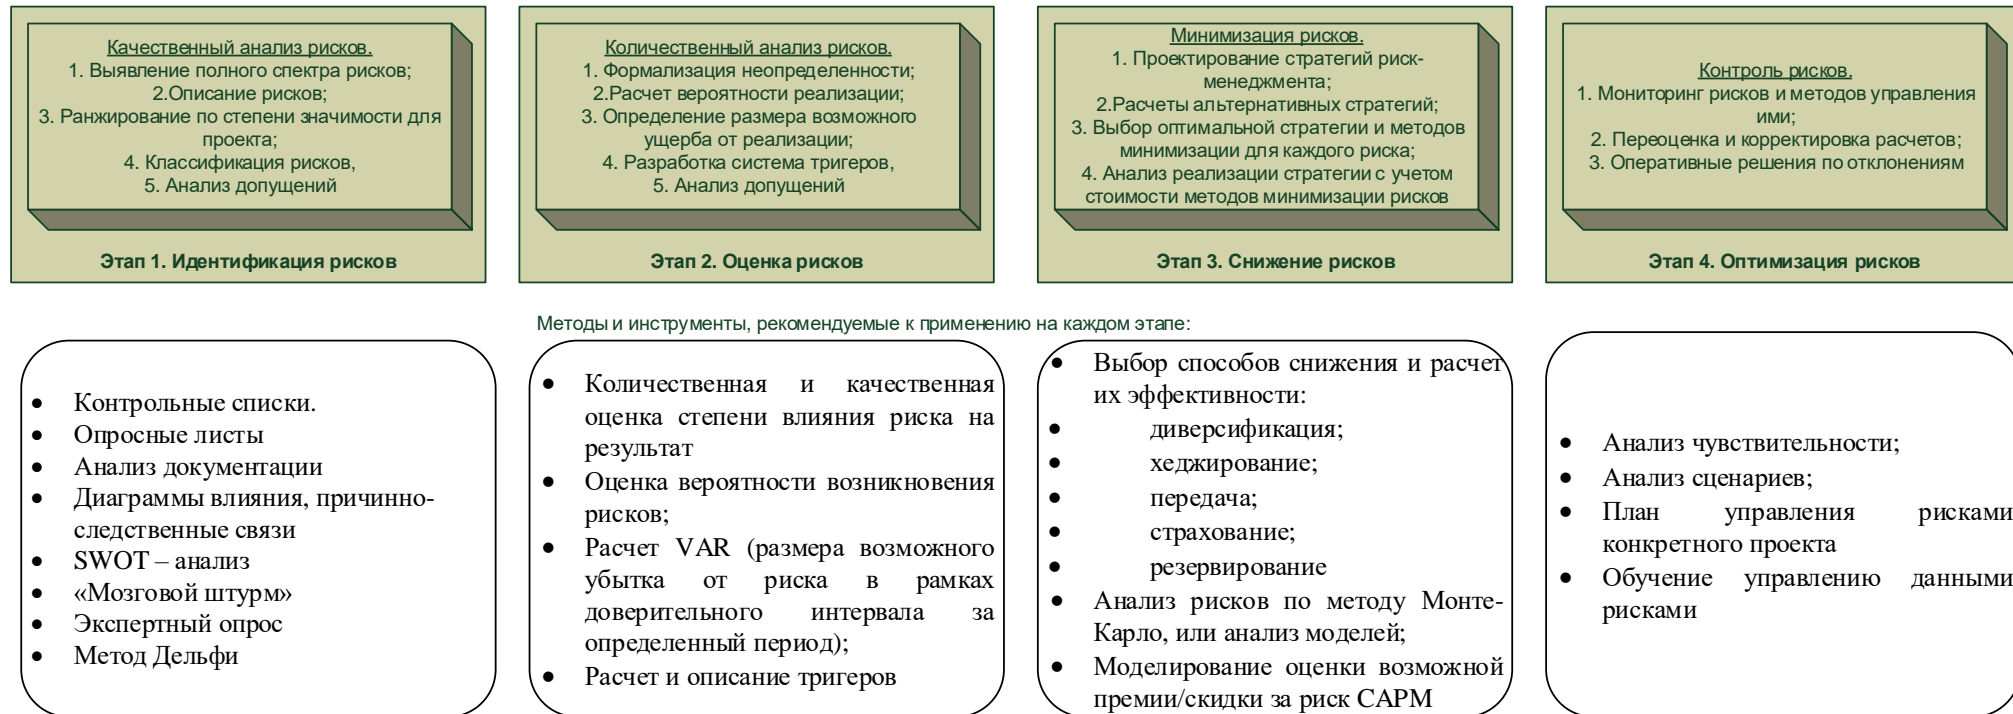 Качественный анализ рисков.
1. Выявление полного спектра рисков;
2.Описание рисков;
3. Ранжирование по степени значимости для
проекта;
4. Классификация рисков,
5. Анализ допущений
Этап 1. Идентификация рисков
Количественный анализ рисков.
1. Формализация неопределенности;
2.Расчет вероятности реализации;
3. Определение размера возможного
ущерба от реализации;
4. Разработка система тригеров,
5. Анализ допущений
Этап 2. Оценка рисков
Минимизация рисков.
1. Проектирование стратегий риск-
менеджмента;
2.Расчеты альтернативных стратегий;
3. Выбор оптимальной стратегии и методов
минимизации для каждого риска;
4. Анализ реализации стратегии с учетом
стоимости методов минимизации рисков
Этап 3. Снижение рисков
Контроль рисков.
1. Мониторинг рисков и методов управления
ими;
2. Переоценка и корректировка расчетов;
3. Оперативные решения по отклонениям
Этап 4. Оптимизация рисков
Методы и инструменты, рекомендуемые к применению на каждом этапе:
• Контрольные списки.
• Опросные листы
• Анализ документации
• Диаграммы влияния, причинно-
следственные связи
• SWOT – анализ
• «Мозговой штурм»
• Экспертный опрос
• Метод Дельфи
• Количественная и качественная
оценка степени влияния риска на
результат
• Оценка вероятности возникновения
рисков;
• Расчет VAR (размера возможного
убытка от риска в рамках
доверительного интервала за
определенный период);
• Расчет и описание тригеров
• Выбор способов снижения и расчет
их эффективности:
• диверсификация;
• хеджирование;
• передача;
• страхование;
• резервирование
• Анализ рисков по методу Монте-
Карло, или анализ моделей;
• Моделирование оценки возможной
премии/скидки за риск CAPM
• Анализ чувствительности;
• Анализ сценариев;
• План управления рисками
конкретного проекта
• Обучение управлению данными
рисками